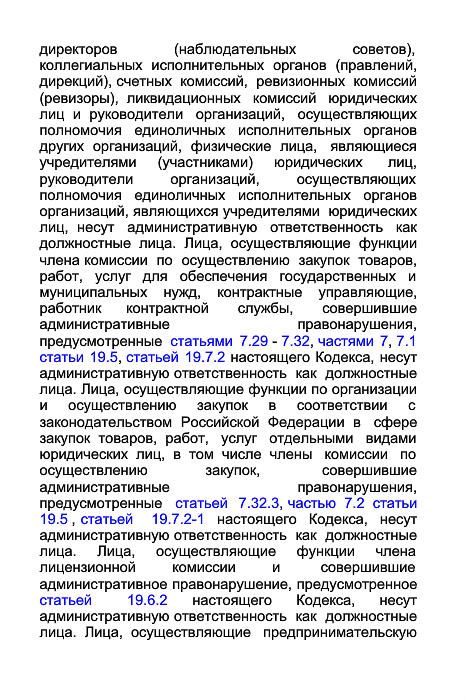 директоров (наблюдательных советов),
коллегиальных исполнительных органов (правлений,
дирекций), счетных комиссий, ревизионных комиссий
(ревизоры), ликвидационных комиссий юридических
лиц и руководители организаций, осуществляющих
полномочия единоличных исполнительных органов
других организаций, физические лица, являющиеся
учредителями (участниками) юридических лиц,
руководители организаций, осуществляющих
полномочия единоличных исполнительных органов
организаций, являющихся учредителями юридических
лиц, несут административную ответственность как
должностные лица. Лица, осуществляющие функции
члена комиссии по осуществлению закупок товаров,
работ, услуг для обеспечения государственных и
муниципальных нужд, контрактные управляющие,
работник контрактной службы, совершившие
административные правонарушения,
предусмотренные статьями 7.29 - 7.32, частями 7, 7.1
статьи 19.5, статьей 19.7.2 настоящего Кодекса, несут
административную ответственность как должностные
лица. Лица, осуществляющие функции по организации
и осуществлению закупок в соответствии с
законодательством Российской Федерации в сфере
закупок товаров, работ, услуг отдельными видами
юридических лиц, в том числе члены комиссии по
осуществлению закупок, совершившие
административные правонарушения,
предусмотренные статьей 7.32.3, частью 7.2 статьи
19.5 , статьей 19.7.2-1 настоящего Кодекса, несут
административную ответственность как должностные
лица. Лица, осуществляющие функции члена
лицензионной комиссии и совершившие
административное правонарушение, предусмотренное
статьей 19.6.2 настоящего Кодекса, несут
административную ответственность как должностные
лица. Лица, осуществляющие предпринимательскую